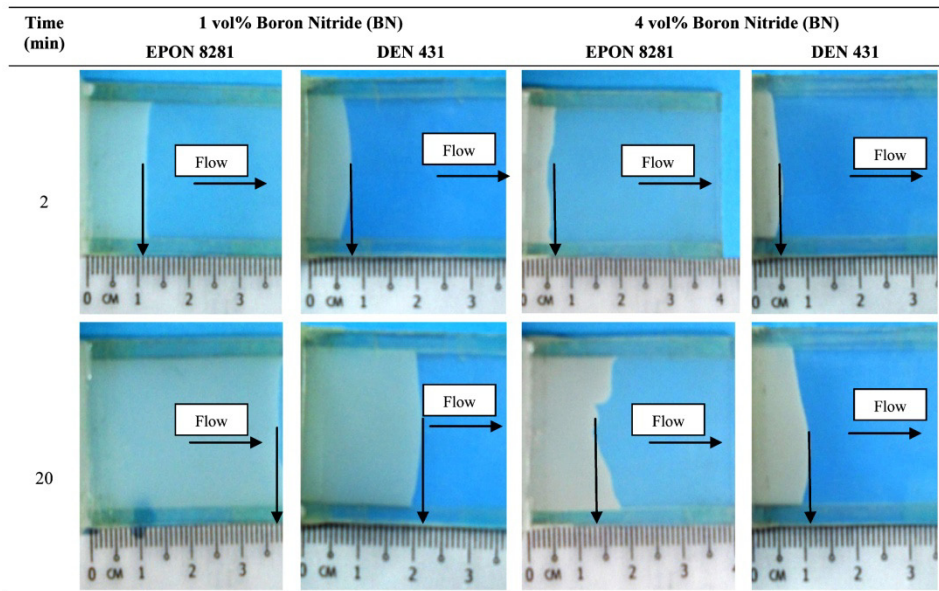 Time (min) 1 vol% Boron Nitride (BN) 4 vol% Boron Nitride (BN)
EPON 8281 DEN 431 EPON 8281 DEN 431
2
Flow Flow Flow Flow
0 CM 1 2 3 0 CM 1 2 3 0 CM 1 2 3 4 0 CM 1 2 3
20
Flow Flow Flow Flow
0 CM 1 2 3 0 CM 1 2 3 0 CM 1 2 3 0 CM 1 2 3